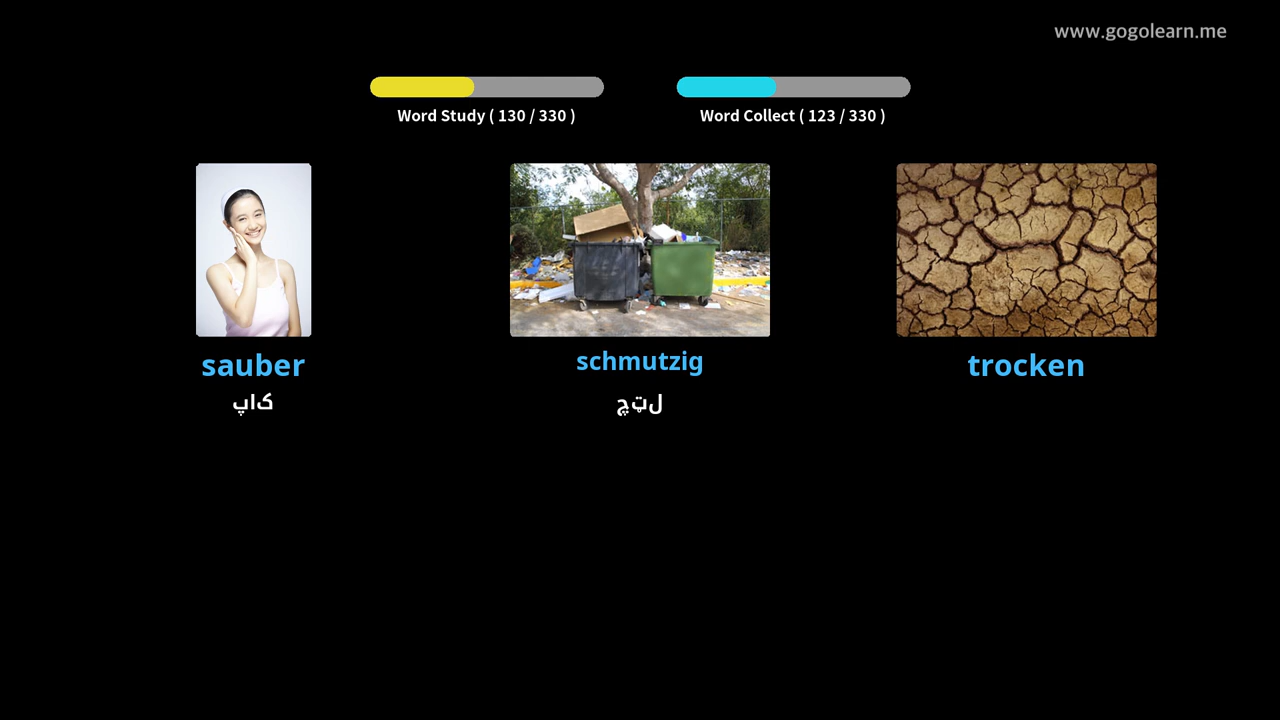 www.gogolearn.me
Word Study ( 130 / 330 )
Word Collect ( 123 / 330 )
sauber
schmutzig
trocken
کاپ
لټچ